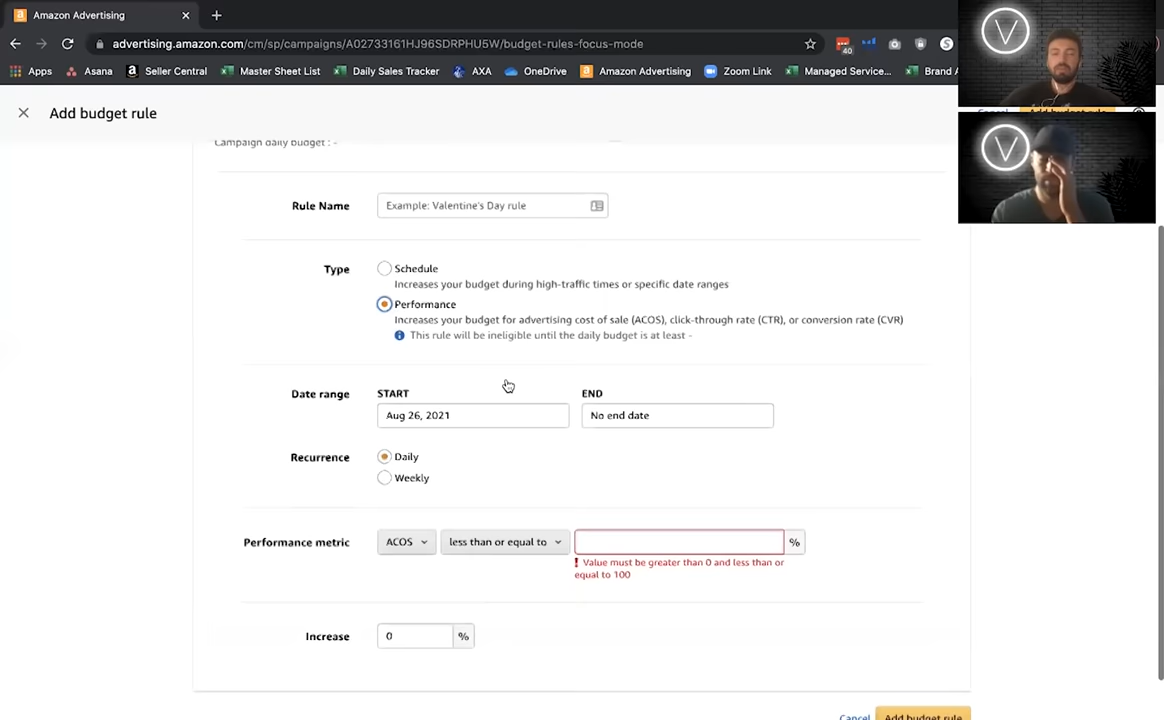 Amazon Advertising
advertising.amazon.com/cm/sp/campaigns/A02733161HJ96SDRPHU5W/budget-rules-focus-mode
40
S
Apps
Asana
Seller Central
Master Sheet List
Daily Sales Tracker
AXA
OneDrive
Amazon Advertising
Zoom Link
Managed Service...
Brand A
V
V
Add budget rule
Cancel
Add budget rule
Campaign daily budget : -
Rule Name
Example: Valentine's Day rule
Type
Schedule
Increases your budget during high-traffic times or specific date ranges
Performance
Increases your budget for advertising cost of sale (ACOS), click-through rate (CTR), or conversion rate (CVR)
This rule will be ineligible until the daily budget is at least -
Date range
START
END
Aug 26, 2021
No end date
Recurrence
Daily
Weekly
Performance metric
ACOS
less than or equal to
%
! Value must be greater than 0 and less than or
equal to 100
Increase
0
%
Cancel
Add budget rule